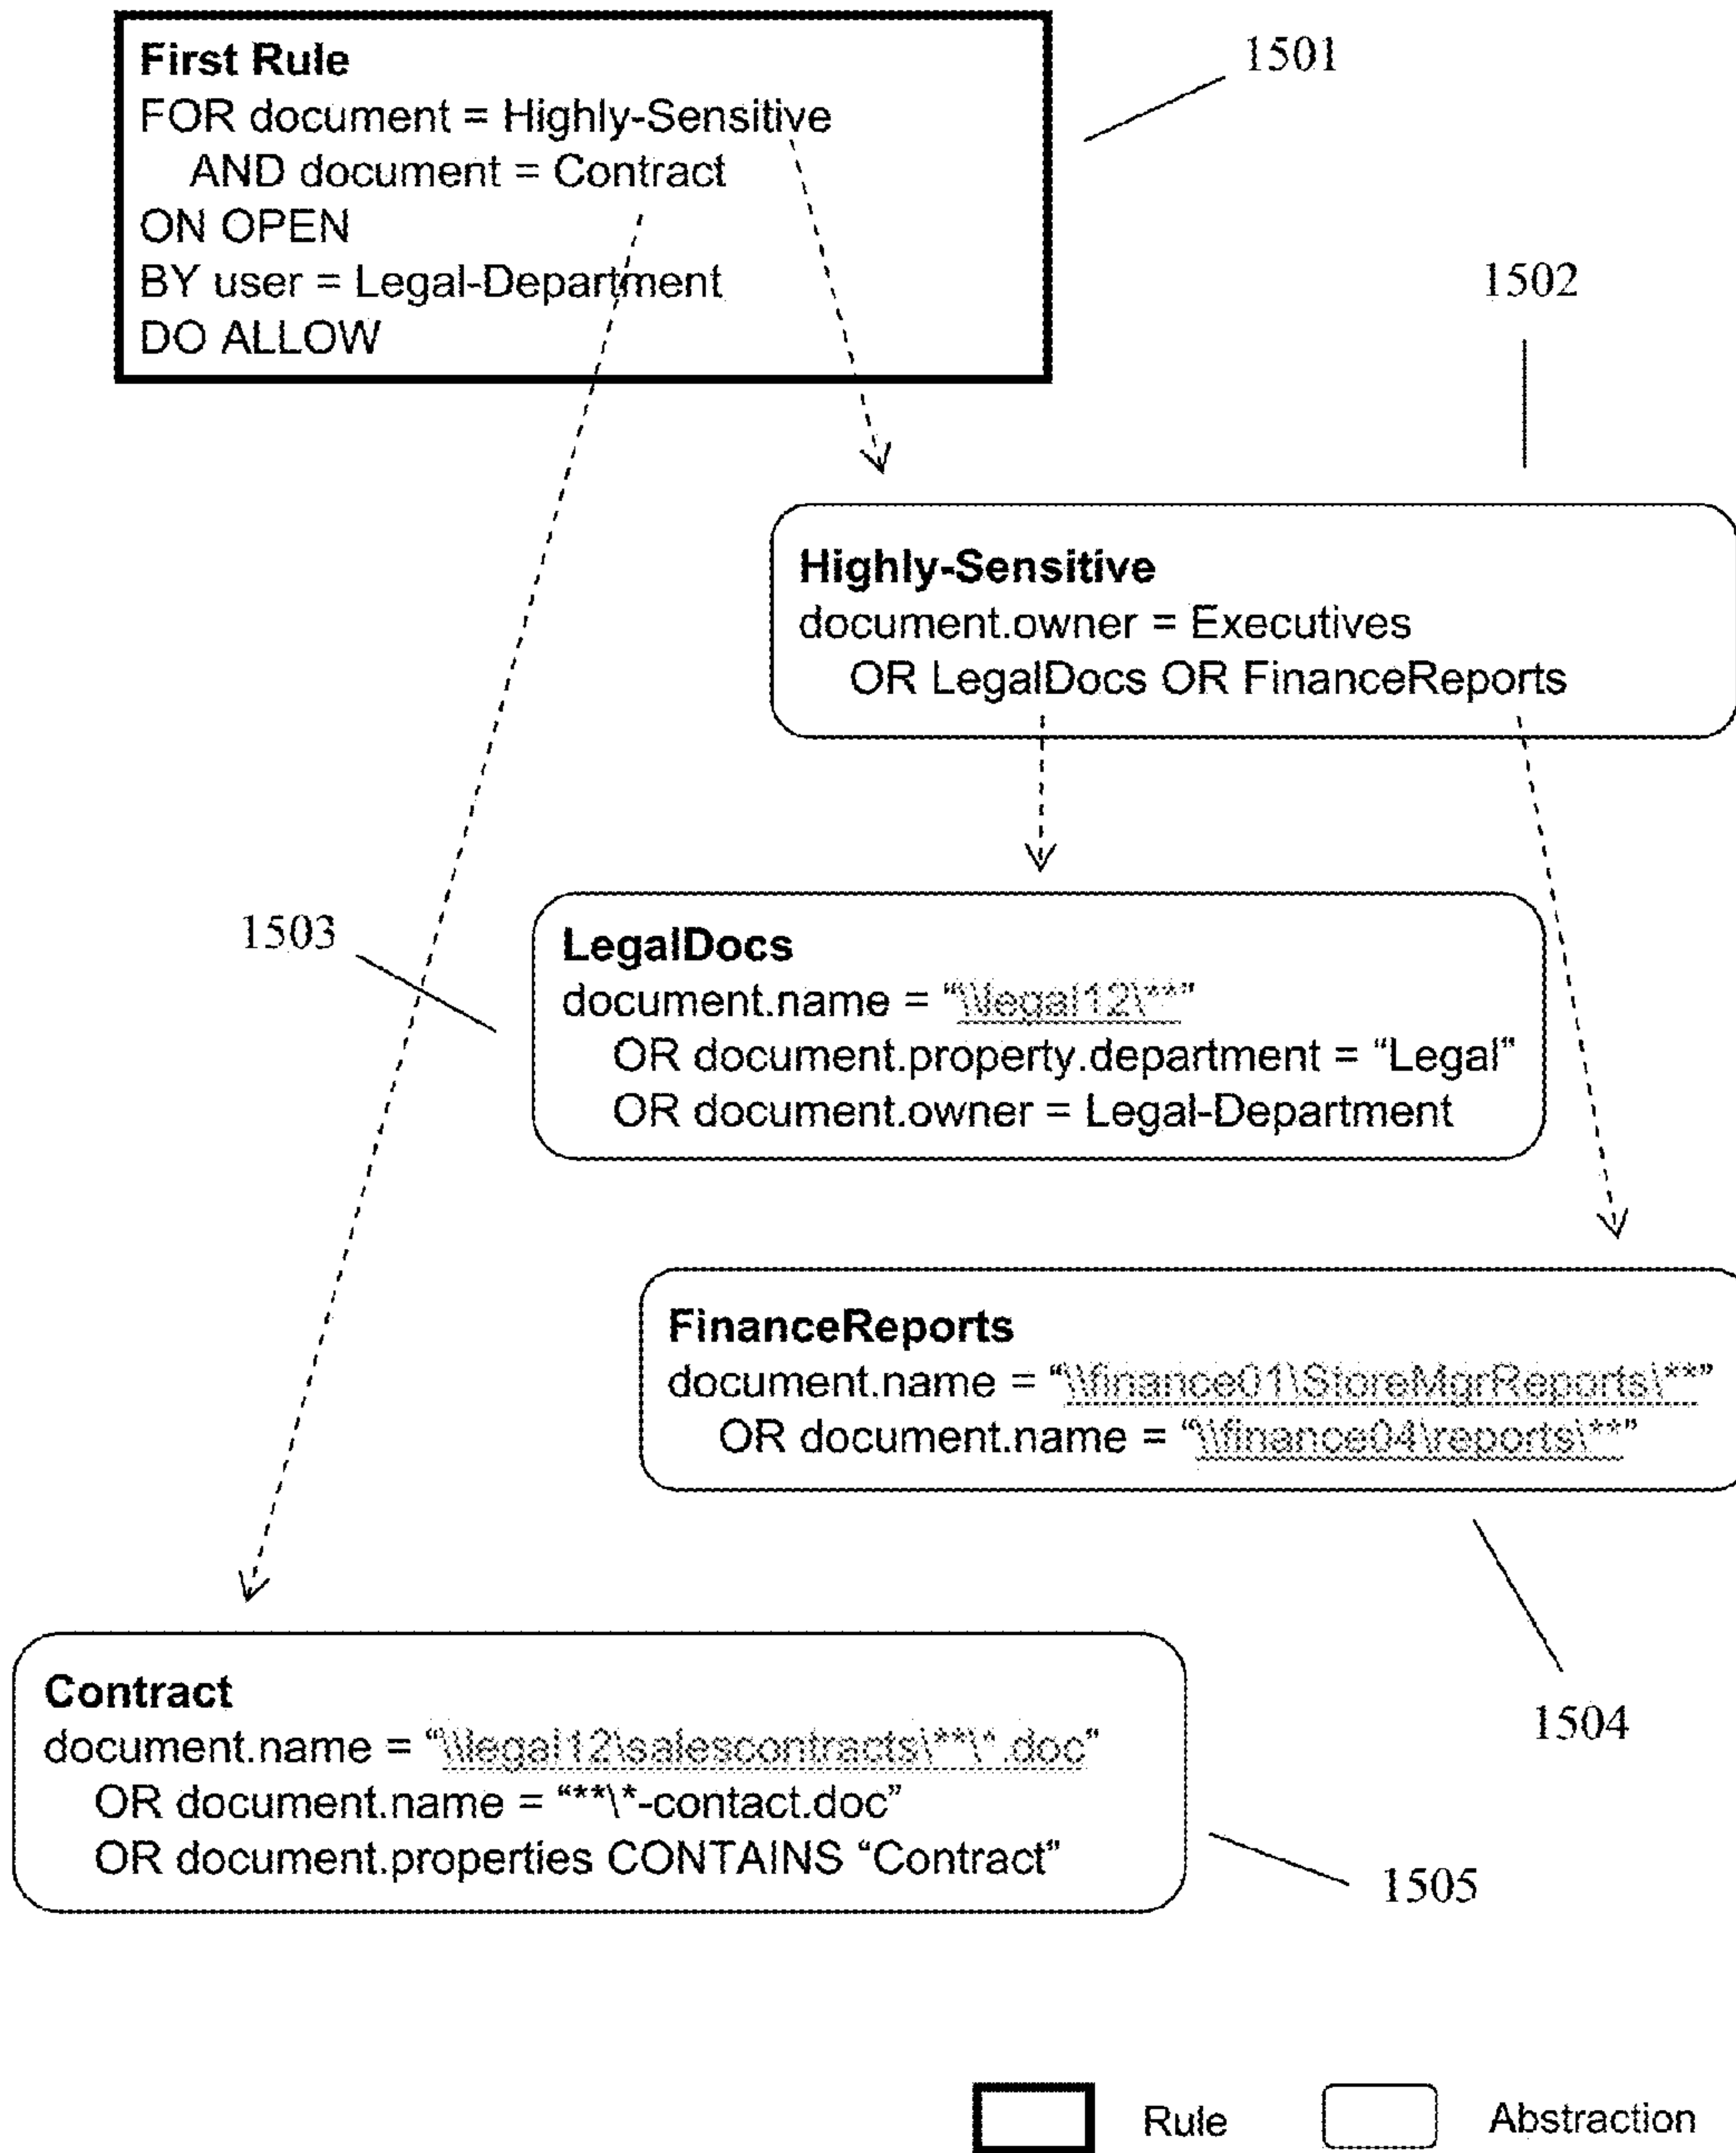 First Rule
FOR document = Highly-Sensitive
AND document = Contract
ON OPEN
BY user = Legal-Department
DO ALLOW
1501
1502
Highly-Sensitive
document.owner = Executives
OR LegalDocs OR FinanceReports
1503
LegalDocs
document.name = “\\legal12\**”
OR document.property.department = “Legal”
OR document.owner = Legal-Department
FinanceReports
document.name = “\\finance01\StoreMgrReports\**”
OR document.name = “\\finance04\reports\**”
1504
Contract
document.name = “\\legal12\salescontracts\**\*.doc”
OR document.name = “**\*-contact.doc”
OR document.properties CONTAINS “Contract”
1505
Rule
Abstraction